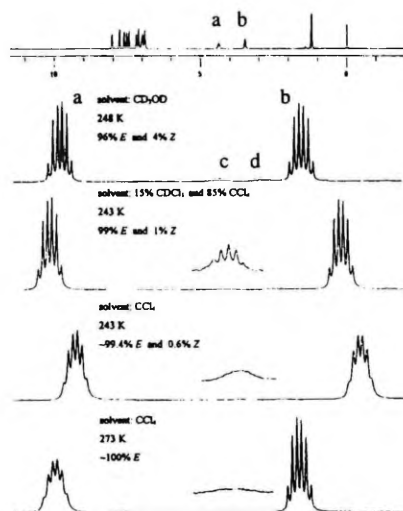 a b
10 5 0
a b
solvent: CD₃OD
248 K
96% E and 4% Z
c d
solvent: 15% CDCl₃ and 85% CCl₄
243 K
99% E and 1% Z
solvent: CCl₄
243 K
~99.4% E and 0.6% Z
solvent: CCl₄
273 K
~100% E